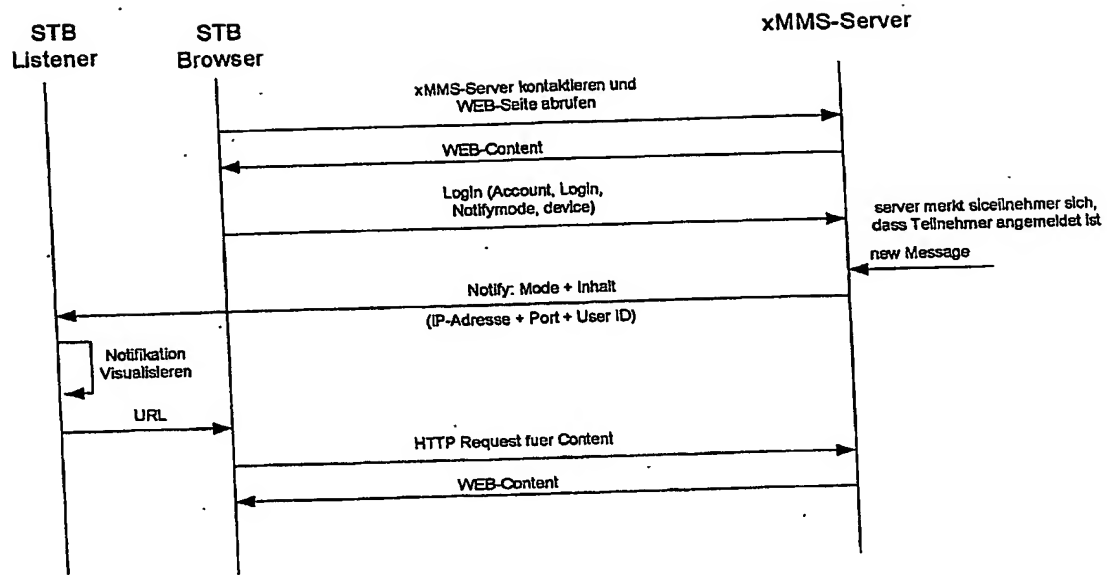 STB
Listener
STB
Browser
xMMS-Server
xMMS-Server kontaktieren und
WEB-Seite abrufen
WEB-Content
Login (Account, Login,
Notifymode, device)
server merkt siceilnehmer sich,
dass Teilnehmer angemeldet ist
new Message
Notify: Mode + Inhalt
(IP-Adresse + Port + User ID)
Notifikation
Visualisieren
URL
HTTP Request fuer Content
WEB-Content